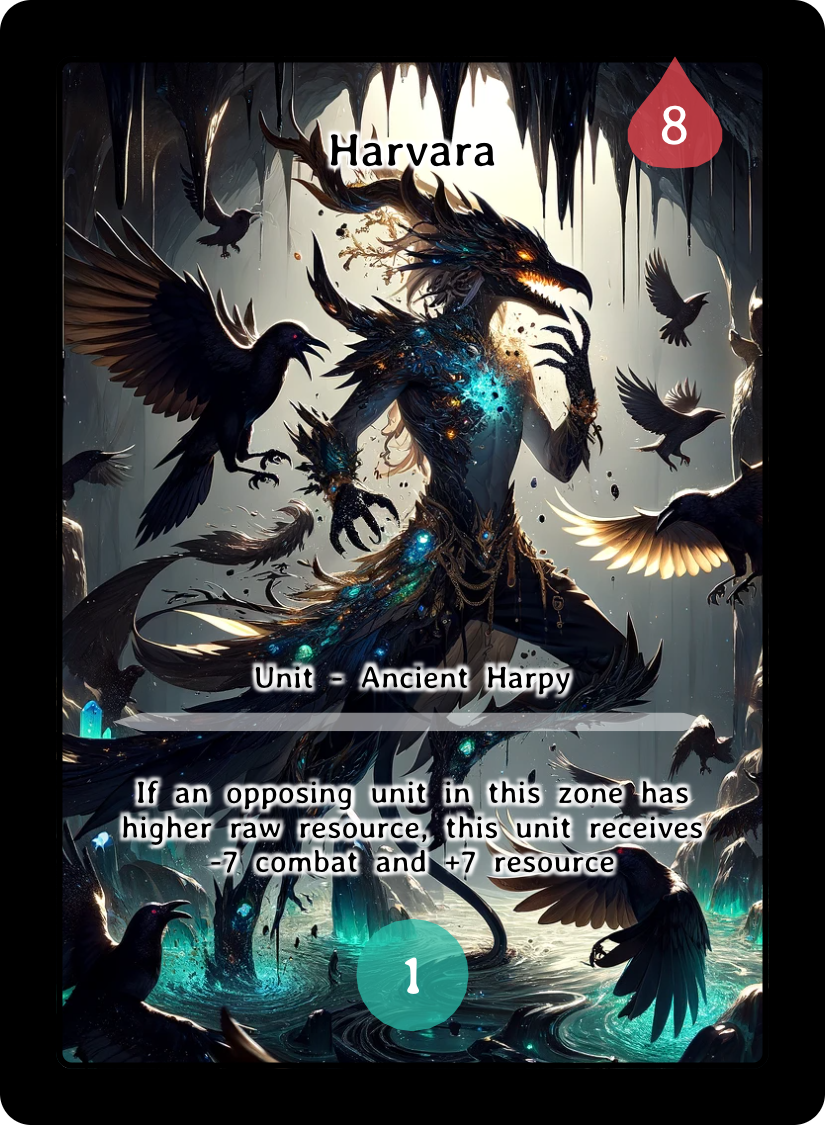 Harvara
8
Unit - Ancient Harpy
If an opposing unit in this zone has
higher raw resource, this unit receives
-7 combat and +7 resource
1